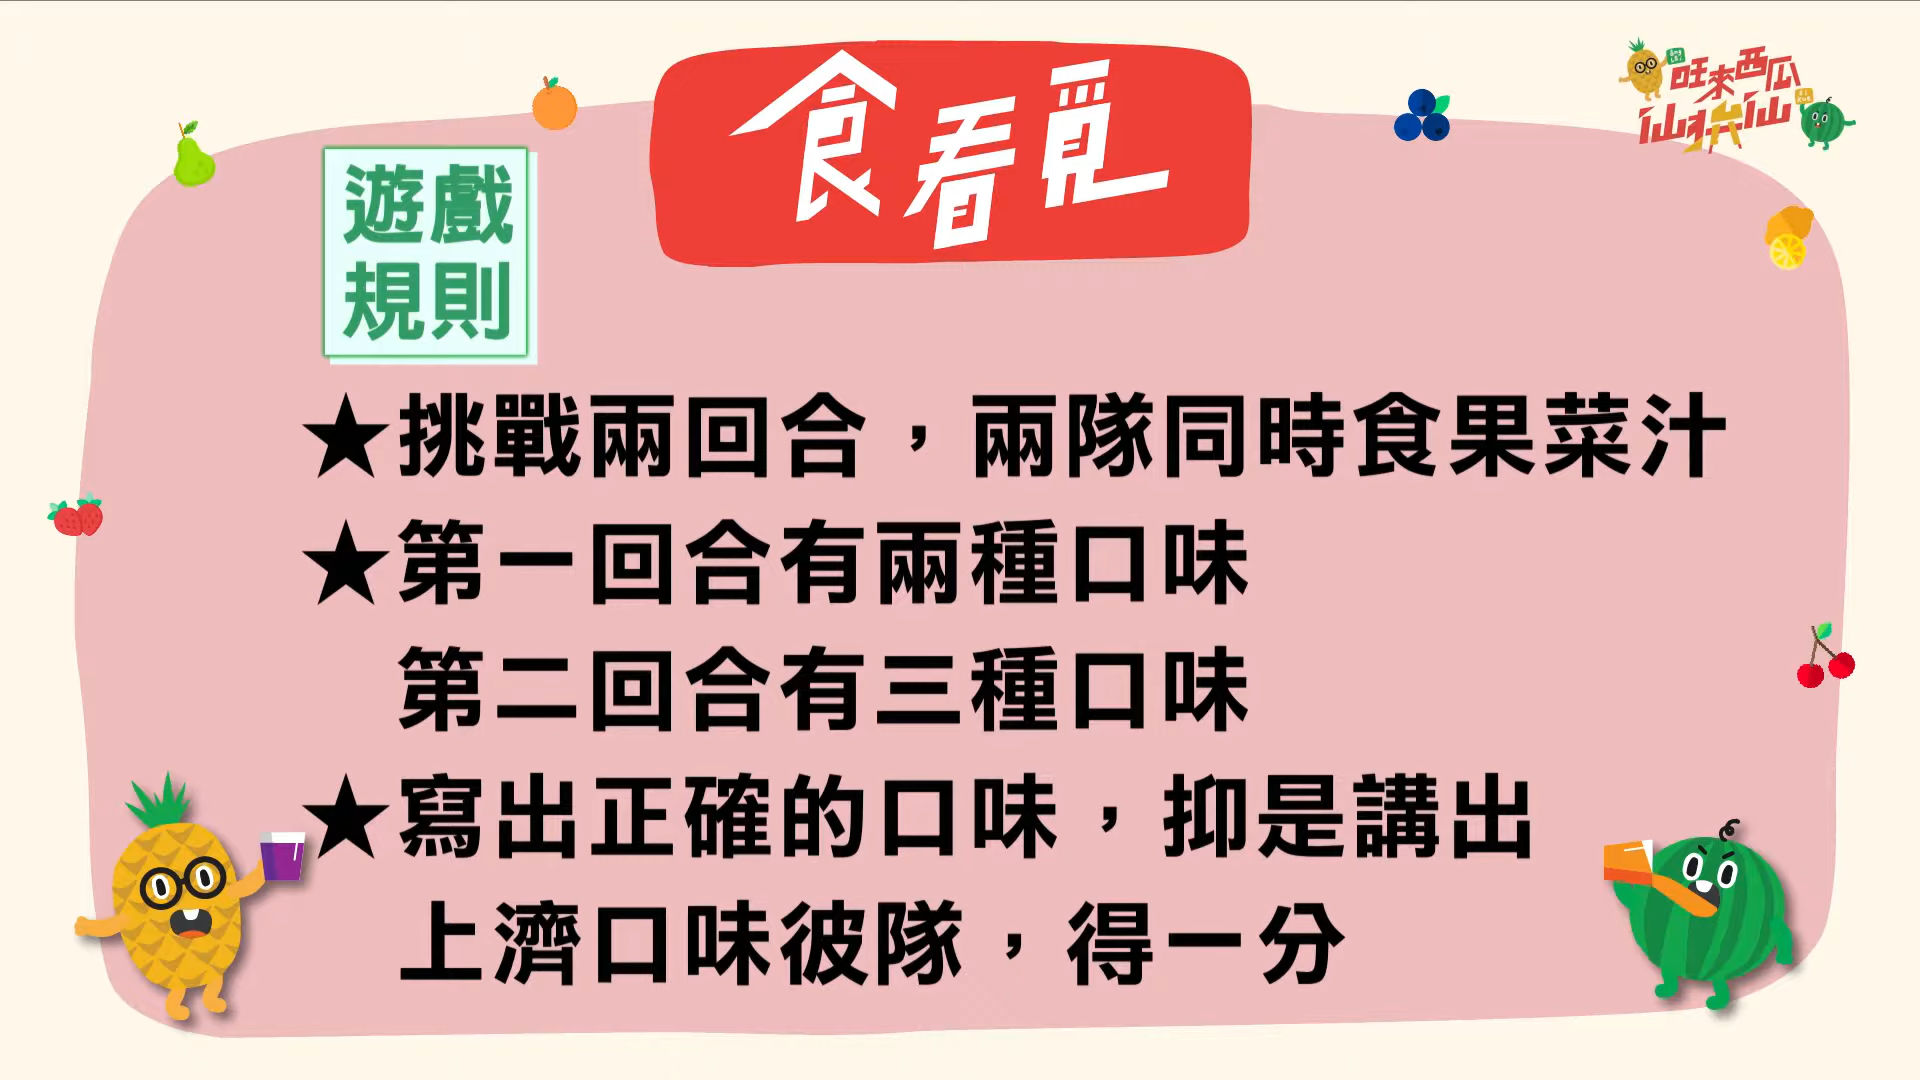 食看覓
旺來西瓜
仙拚仙
遊戲
規則
★挑戰兩回合，兩隊同時食果菜汁
★第一回合有兩種口味
第二回合有三種口味
★寫出正確的口味，抑是講出
上濟口味彼隊，得一分